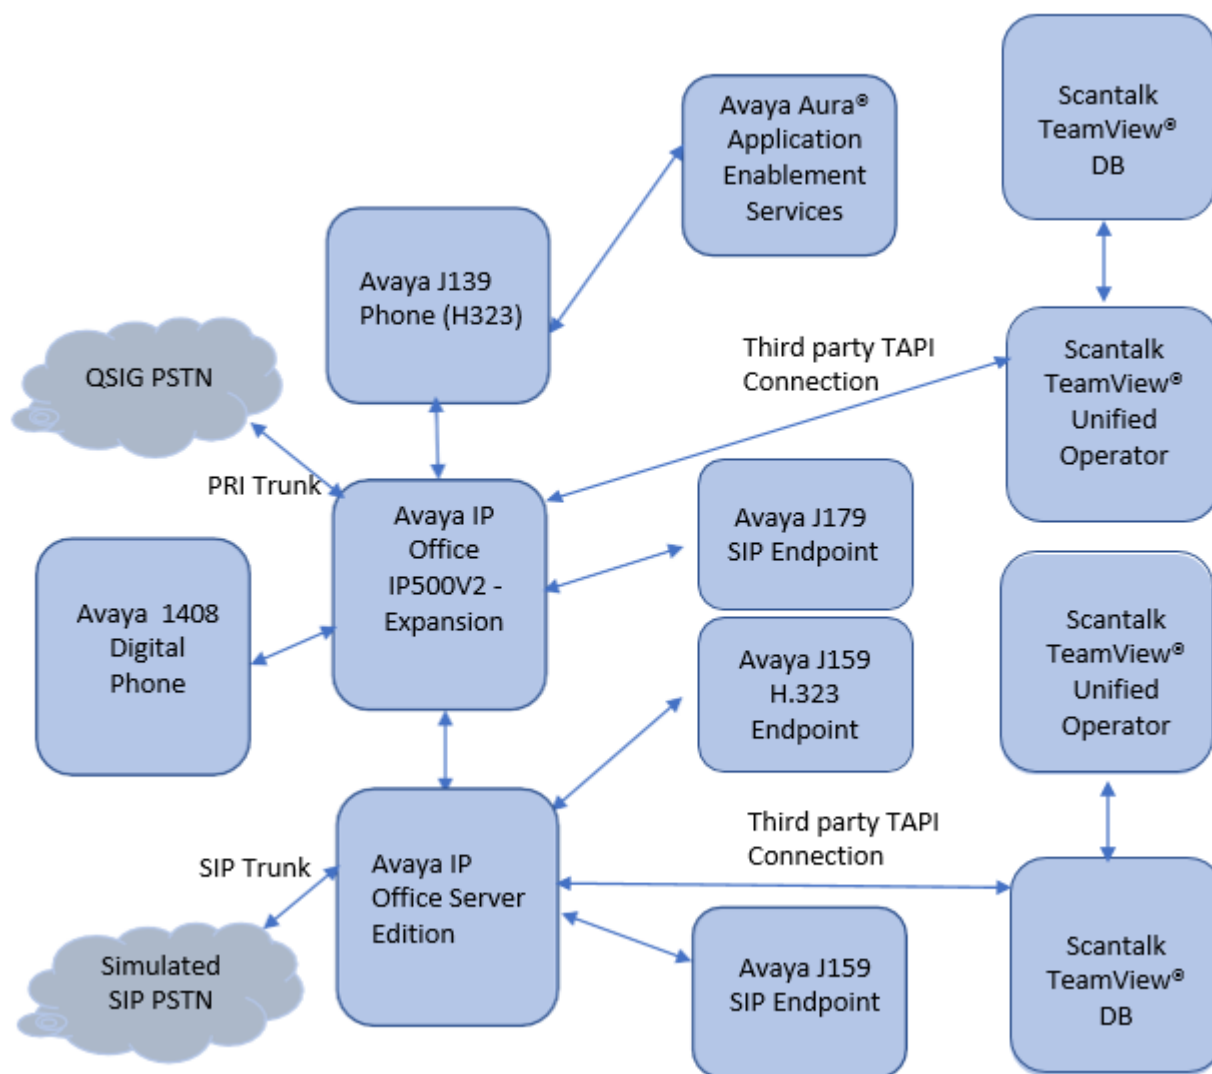 Avaya Aura®
Application
Enablement
Services
Scantalk
TeamView®
DB
Avaya J139
Phone (H323)
QSIG PSTN
Third party TAPI
Connection
Scantalk
TeamView®
Unified
Operator
PRI Trunk
Avaya IP
Office
IP500V2 -
Expansion
Avaya J179
SIP Endpoint
Avaya  1408
Digital
Phone
Avaya J159
H.323
Endpoint
Scantalk
TeamView®
Unified
Operator
Third party TAPI
Connection
SIP Trunk
Avaya IP
Office Server
Edition
Simulated
SIP PSTN
Avaya J159
SIP Endpoint
Scantalk
TeamView®
DB